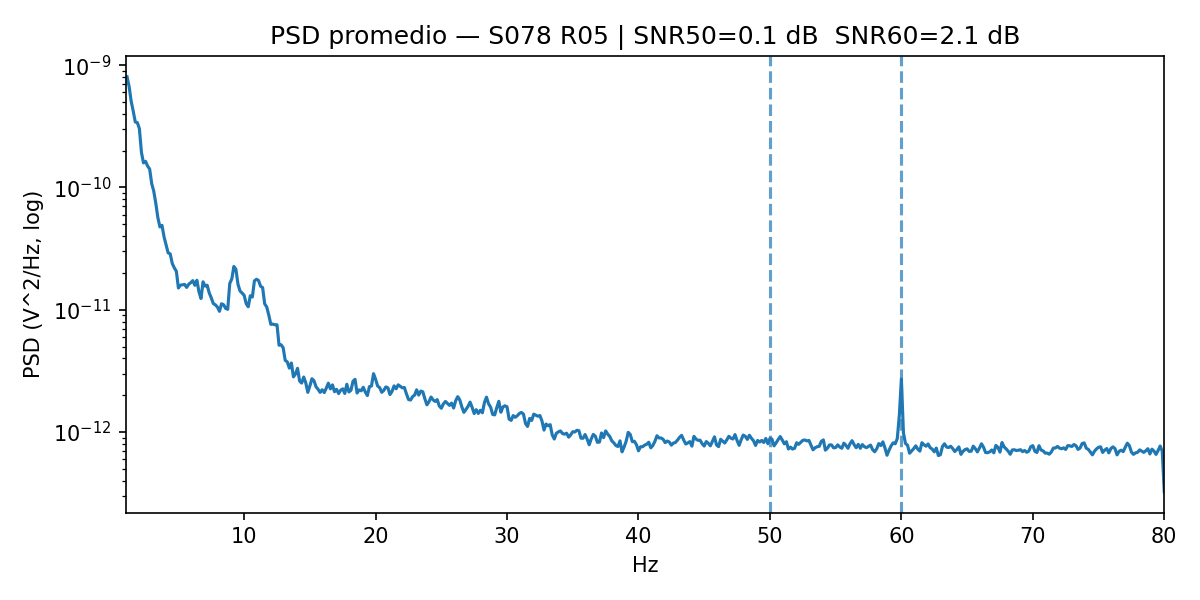 PSD promedio — S078 R05 | SNR50=0.1 dB  SNR60=2.1 dB
10^-9
10^-10
10^-11
10^-12
PSD (V^2/Hz, log)
10 20 30 40 50 60 70 80
Hz